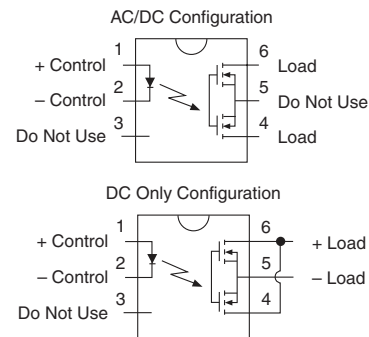 AC/DC Configuration
1
+ Control
2
– Control
3
Do Not Use
6
Load
5
Do Not Use
4
Load
DC Only Configuration
1
+ Control
2
– Control
3
Do Not Use
6
+ Load
5
– Load
4